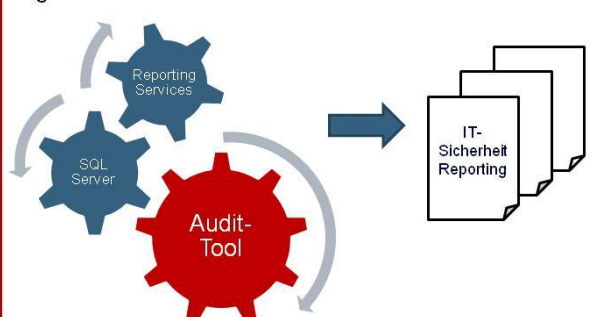 Reporting
Services
SQL
Server
Audit-
Tool
IT-
Sicherheit
Reporting